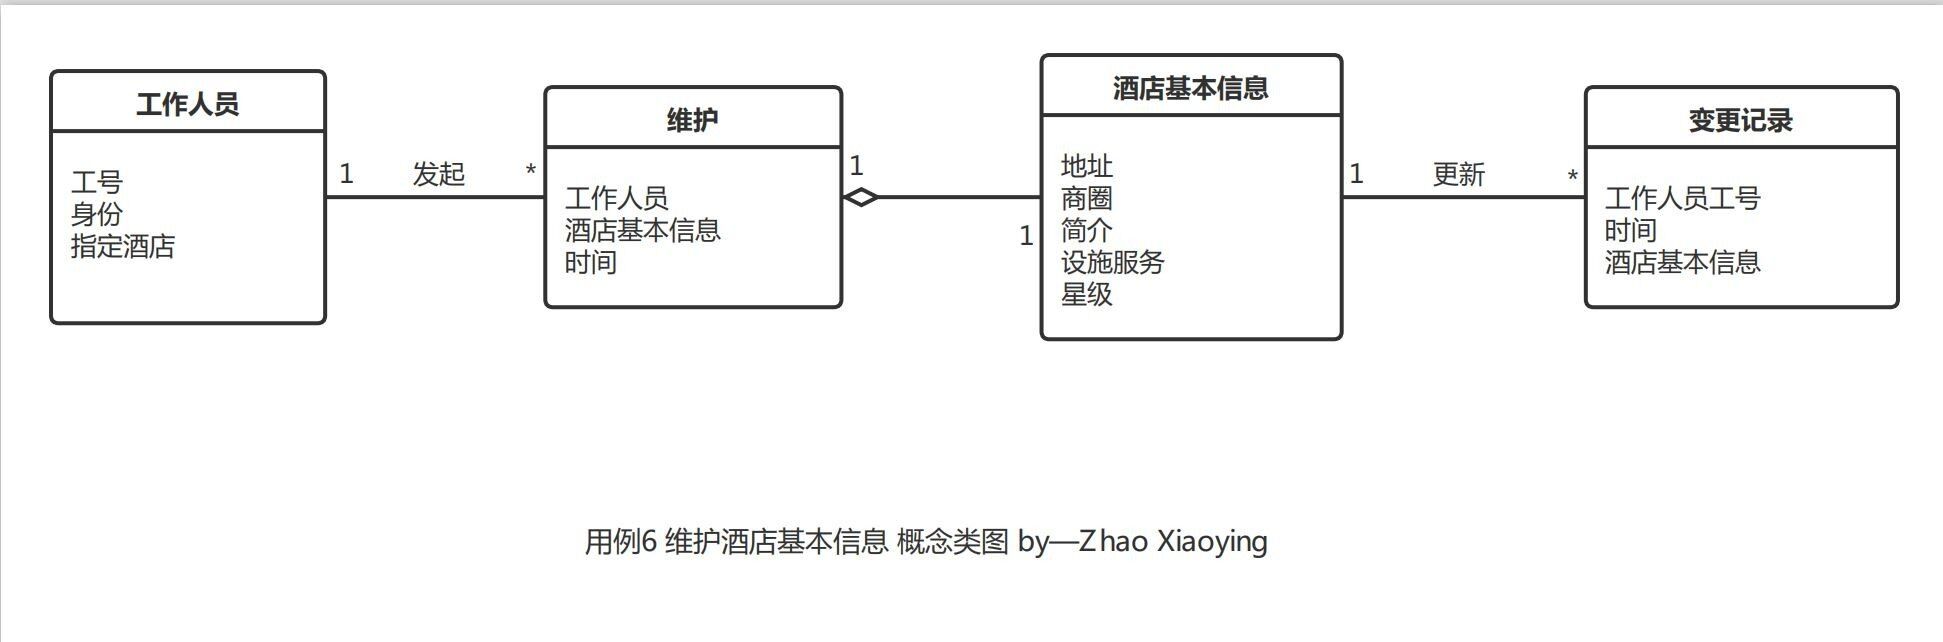 工作人员
工号
身份
指定酒店
1 发起 *
维护
工作人员
酒店基本信息
时间
1
1
酒店基本信息
地址
商圈
简介
设施服务
星级
1 更新 *
变更记录
工作人员工号
时间
酒店基本信息
用例6 维护酒店基本信息 概念类图 by—Zhao Xiaoying